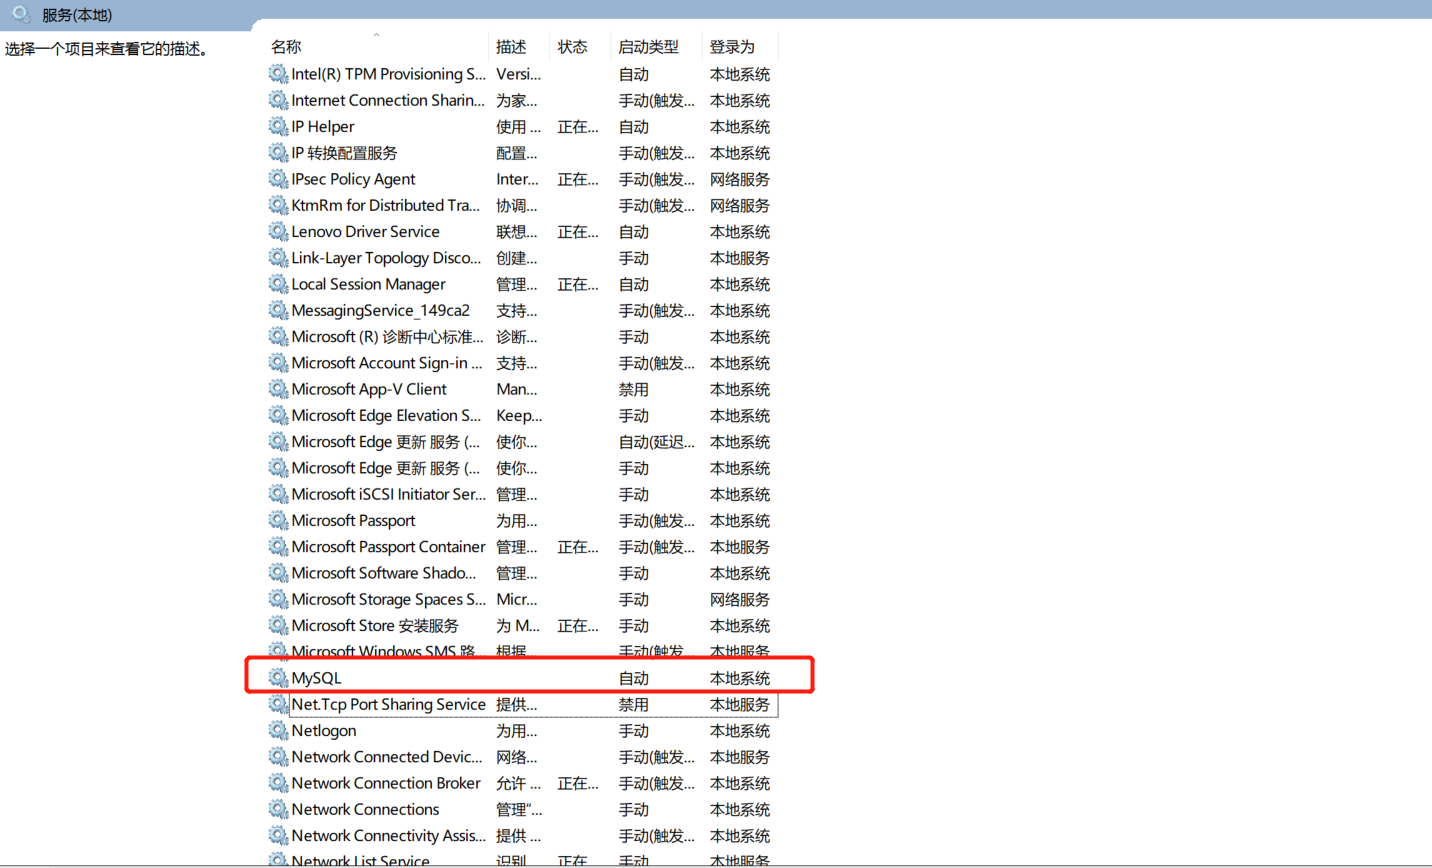 服务(本地)
选择一个项目来查看它的描述。
名称 描述 状态 启动类型 登录为
Intel(R) TPM Provisioning S... Versi... 自动 本地系统
Internet Connection Sharin... 为家... 手动(触发... 本地系统
IP Helper 使用 ... 正在... 自动 本地系统
IP 转换配置服务 配置... 手动(触发... 本地系统
IPsec Policy Agent Inter... 正在... 手动(触发... 网络服务
KtmRm for Distributed Tra... 协调... 手动(触发... 网络服务
Lenovo Driver Service 联想... 正在... 自动 本地系统
Link-Layer Topology Disco... 创建... 手动 本地服务
Local Session Manager 管理... 正在... 自动 本地系统
MessagingService_149ca2 支持... 手动(触发... 本地系统
Microsoft (R) 诊断中心标准... 诊断... 手动 本地系统
Microsoft Account Sign-in ... 支持... 手动(触发... 本地系统
Microsoft App-V Client Man... 禁用 本地系统
Microsoft Edge Elevation S... Keep... 手动 本地系统
Microsoft Edge 更新 服务 (... 使你... 自动(延迟... 本地系统
Microsoft Edge 更新 服务 (... 使你... 手动 本地系统
Microsoft iSCSI Initiator Ser... 管理... 手动 本地系统
Microsoft Passport 为用... 手动(触发... 本地系统
Microsoft Passport Container 管理... 正在... 手动(触发... 本地服务
Microsoft Software Shado... 管理... 手动 本地系统
Microsoft Storage Spaces S... Micr... 手动 网络服务
Microsoft Store 安装服务 为 M... 正在... 手动 本地系统
Microsoft Windows SMS 路... 根据... 手动(触发... 本地服务
MySQL 自动 本地系统
Net.Tcp Port Sharing Service 提供... 禁用 本地服务
Netlogon 为用... 手动 本地系统
Network Connected Devic... 网络... 手动(触发... 本地服务
Network Connection Broker 允许 ... 正在... 手动(触发... 本地系统
Network Connections 管理“... 手动 本地系统
Network Connectivity Assis... 提供 ... 手动(触发... 本地系统
Network List Service 识别... 正在... 手动 本地服务